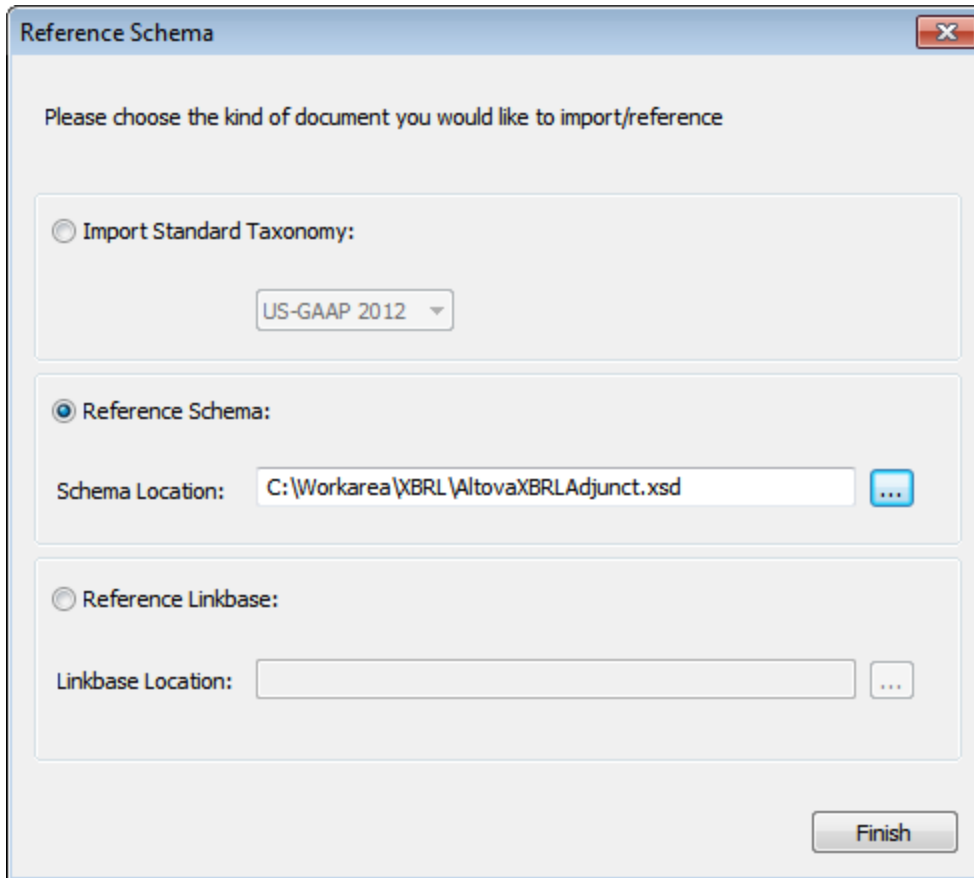 Reference Schema
Please choose the kind of document you would like to import/reference
Import Standard Taxonomy:
US-GAAP 2012
Reference Schema:
Schema Location: C:\Workarea\XBRL\AltovaXBRLAdjunct.xsd ...
Reference Linkbase:
Linkbase Location: ...
Finish